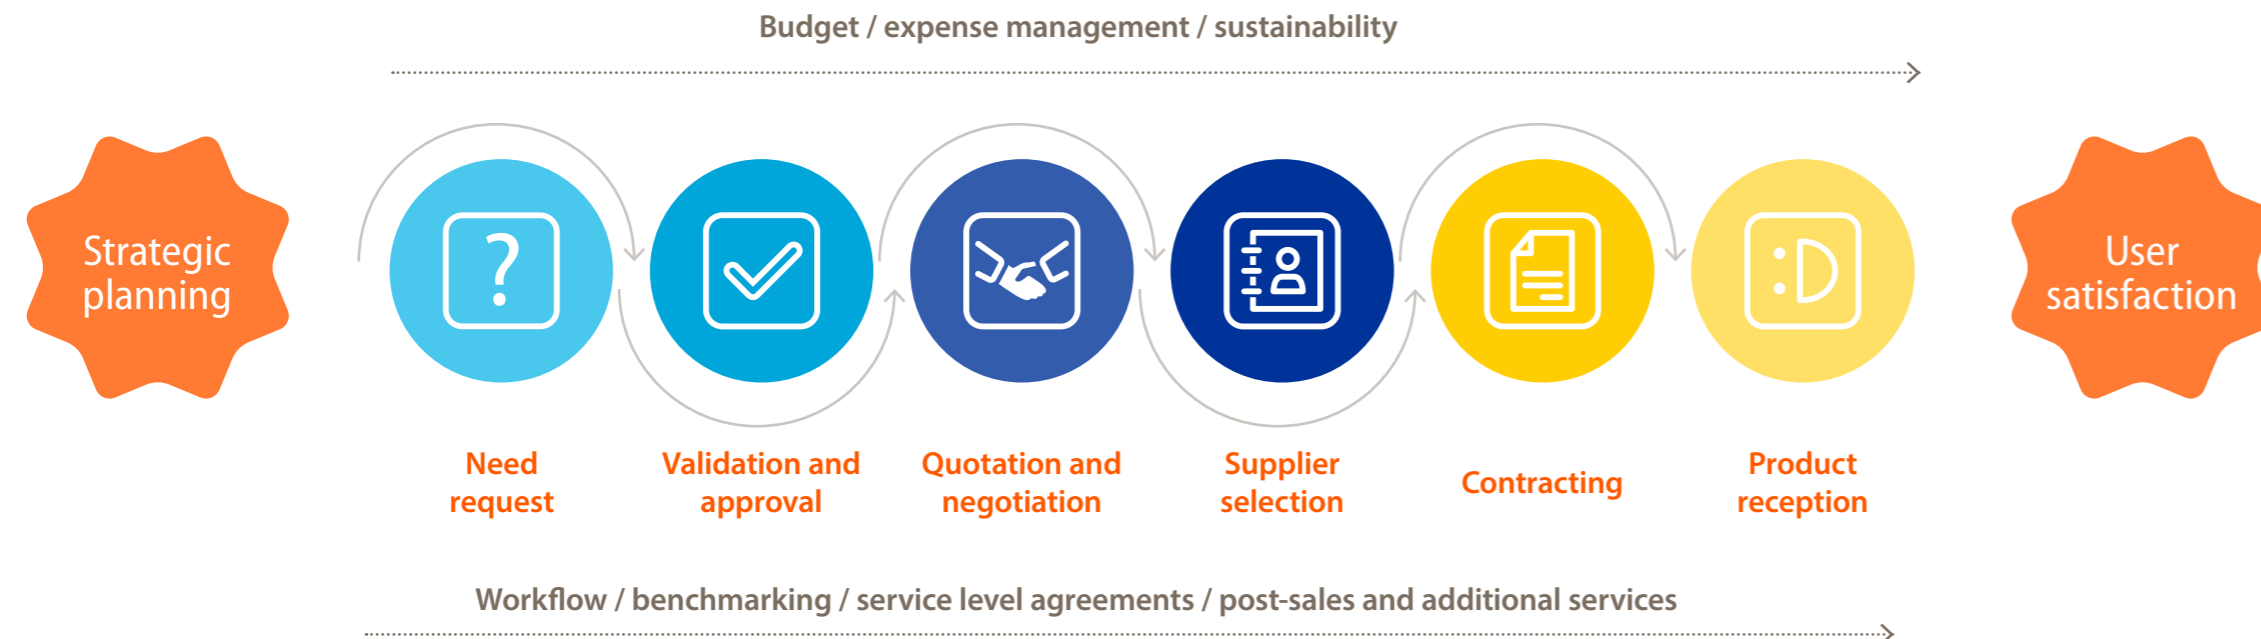 Budget / expense management / sustainability
Strategic
planning
?
:D
User
satisfaction
Need
request
Validation and
approval
Quotation and
negotiation
Supplier
selection
Contracting
Product
reception
Workflow / benchmarking / service level agreements / post-sales and additional services